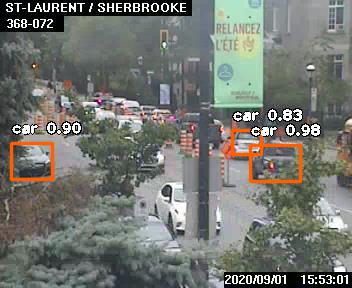 ST-LAURENT / SHERBROOKE
368-072
RELANCEZ
L'ÉTÉ
car 0.90
car 0.83
car 0.98
2020/09/01 15:53:01